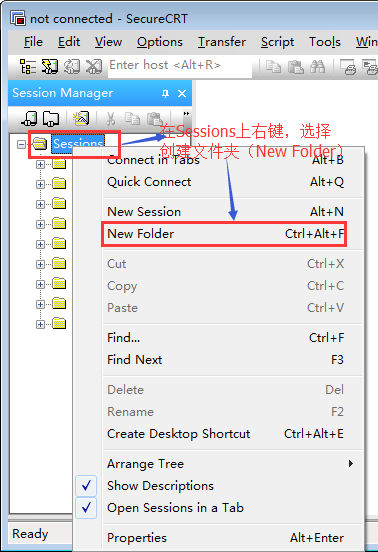 not connected - SecureCRT
File Edit View Options Transfer Script Tools Win
Enter host <Alt+R>
Session Manager
Sessions
在Sessions上右键，选择
创建文件夹（New Folder）
Connect in Tabs Alt+B
Quick Connect Alt+Q
New Session Alt+N
New Folder Ctrl+Alt+F
Cut Ctrl+X
Copy Ctrl+C
Paste Ctrl+V
Find... Ctrl+F
Find Next F3
Delete Del
Rename F2
Create Desktop Shortcut Ctrl+Alt+E
Arrange Tree
Show Descriptions
Open Sessions in a Tab
Properties Alt+Enter
Ready